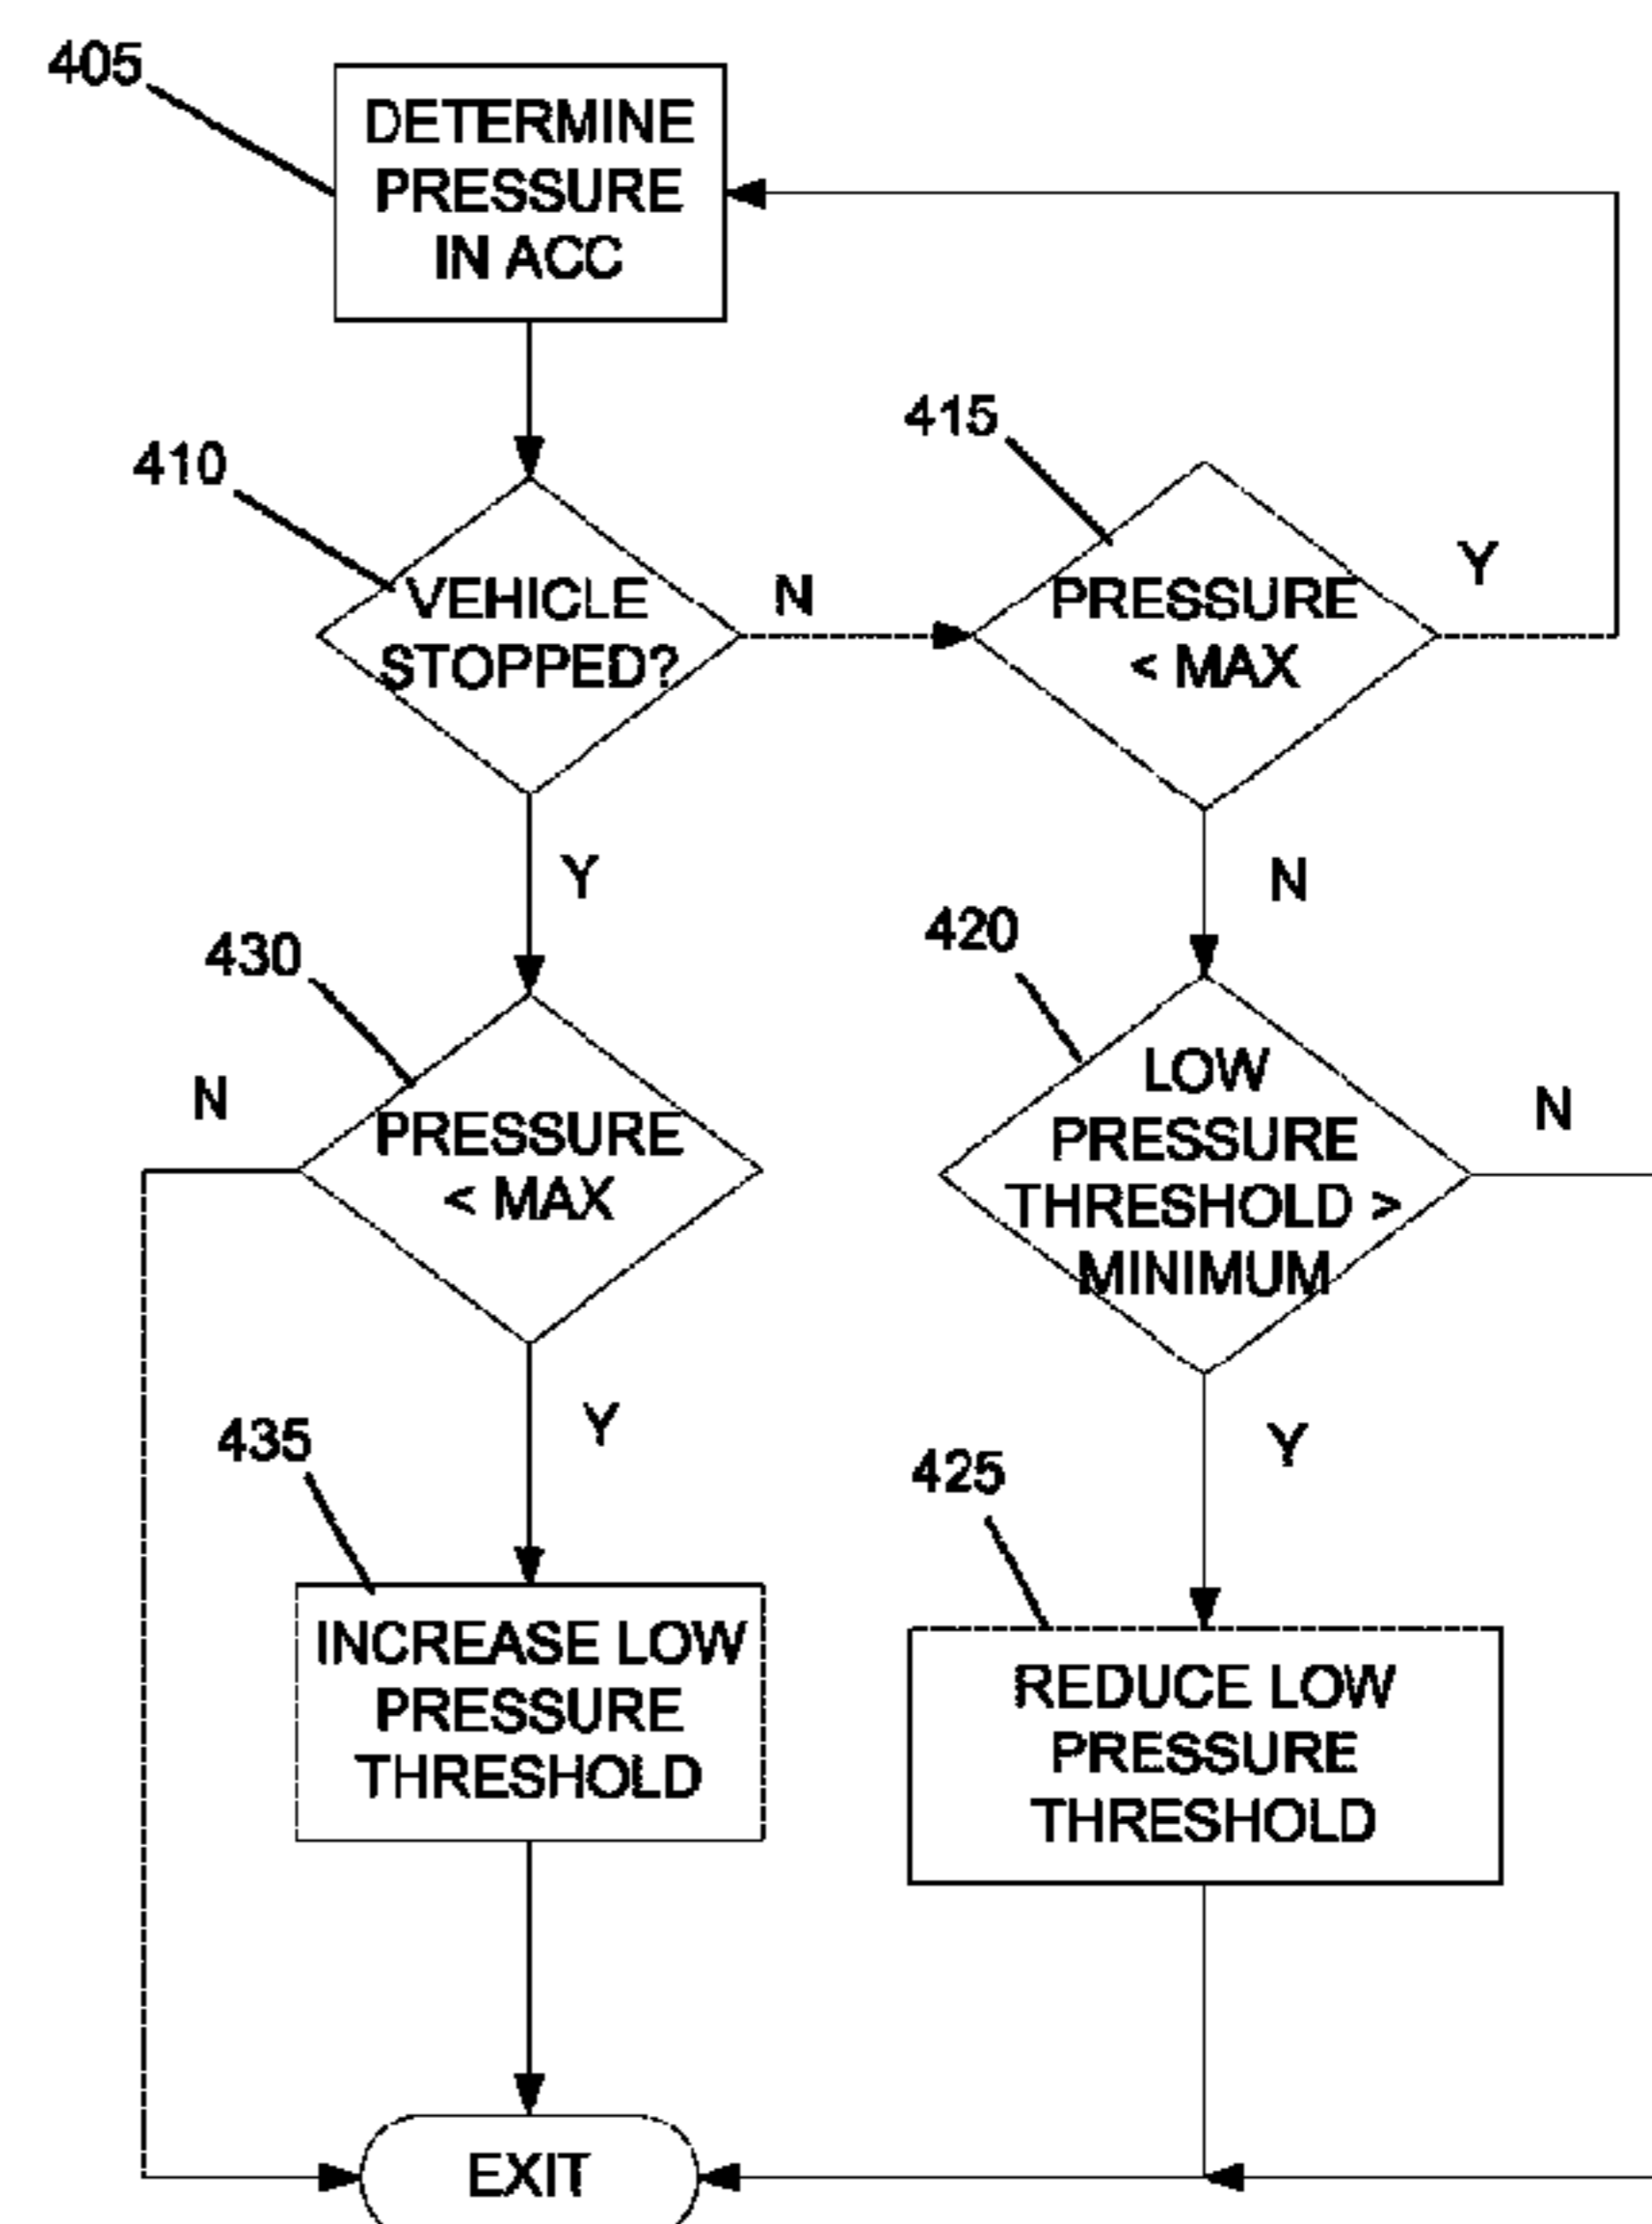 405
DETERMINE
PRESSURE
IN ACC
410
VEHICLE
STOPPED?
N
415
PRESSURE
< MAX
Y
Y
N
430
N
PRESSURE
< MAX
420
LOW
PRESSURE
THRESHOLD >
MINIMUM
N
Y
Y
435
INCREASE LOW
PRESSURE
THRESHOLD
425
REDUCE LOW
PRESSURE
THRESHOLD
EXIT